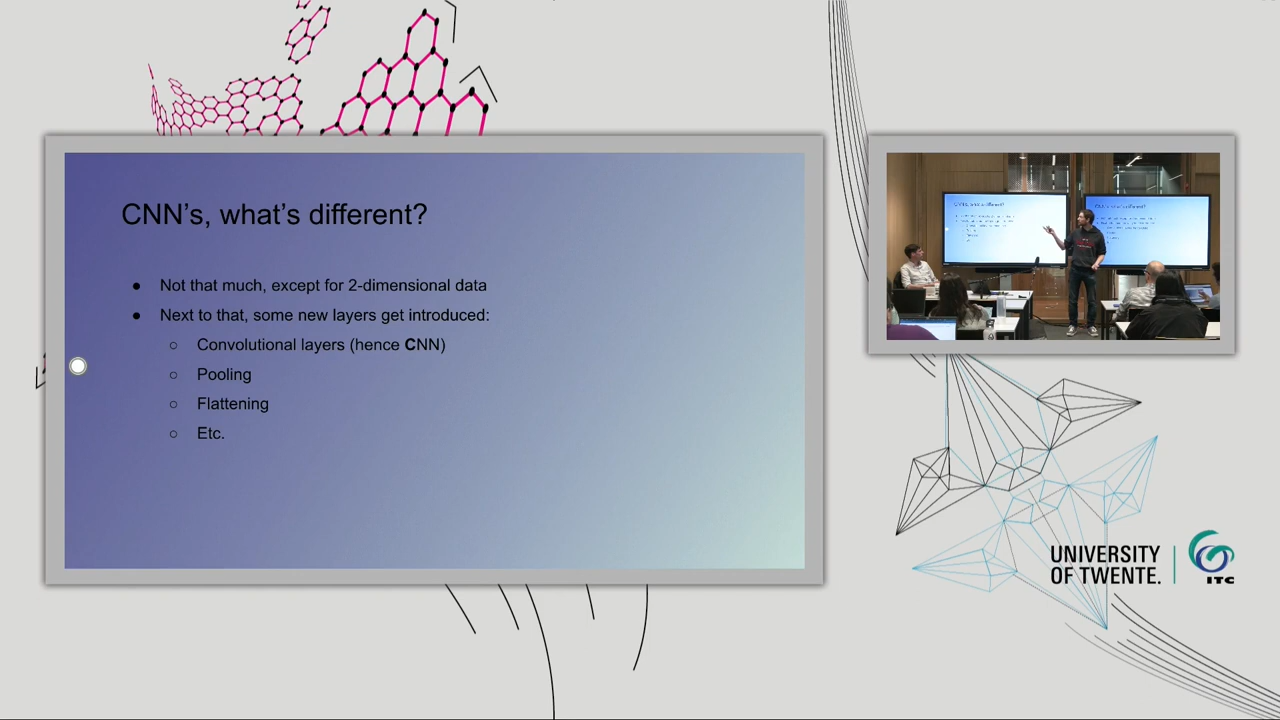 CNN’s, what’s different?
● Not that much, except for 2-dimensional data
● Next to that, some new layers get introduced:
○ Convolutional layers (hence CNN)
○ Pooling
○ Flattening
○ Etc.
UNIVERSITY
OF TWENTE.
ITC